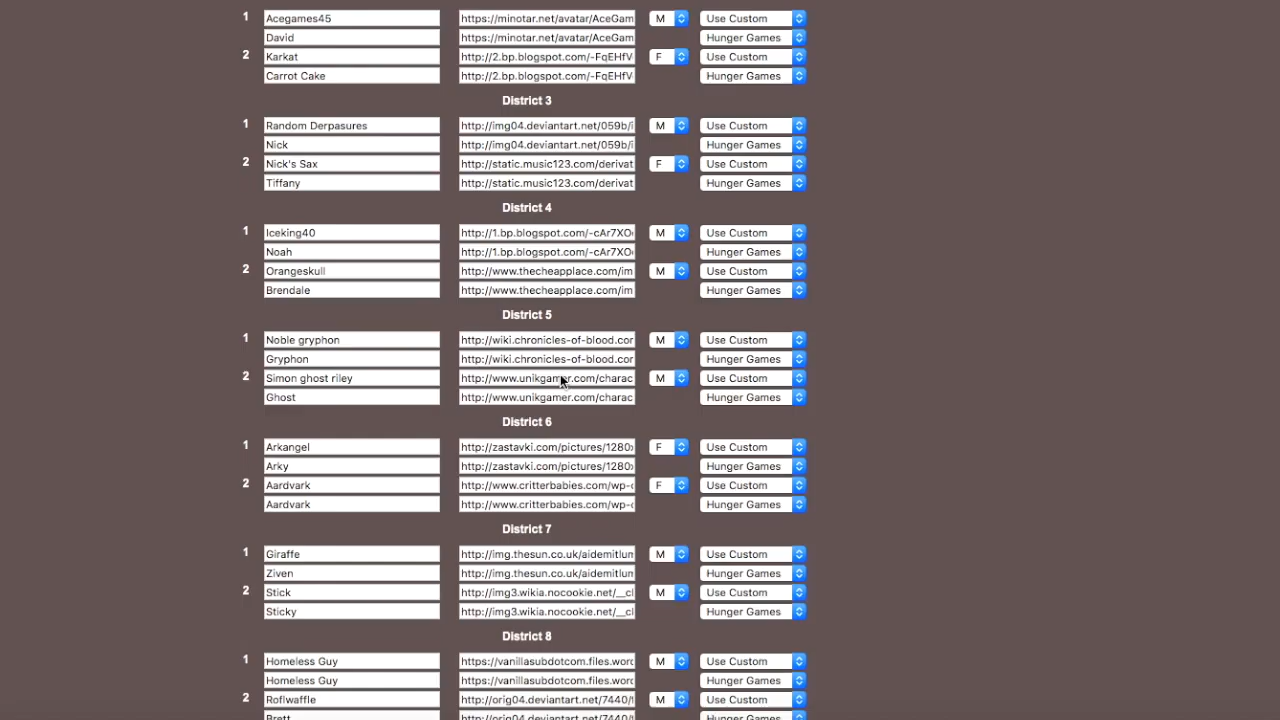 1 Acegames45 https://minotar.net/avatar/AceGam M Use Custom
David https://minotar.net/avatar/AceGam Hunger Games
2 Karkat http://2.bp.blogspot.com/-FqEHfV F Use Custom
Carrot Cake http://2.bp.blogspot.com/-FqEHfV Hunger Games
District 3
1 Random Derpasures http://img04.deviantart.net/059b/i M Use Custom
Nick http://img04.deviantart.net/059b/i Hunger Games
2 Nick's Sax http://static.music123.com/derivat F Use Custom
Tiffany http://static.music123.com/derivat Hunger Games
District 4
1 Iceking40 http://1.bp.blogspot.com/-cAr7XO M Use Custom
Noah http://1.bp.blogspot.com/-cAr7XO Hunger Games
2 Orangeskull http://www.thecheapplace.com/im M Use Custom
Brendale http://www.thecheapplace.com/im Hunger Games
District 5
1 Noble gryphon http://wiki.chronicles-of-blood.cor M Use Custom
Gryphon http://wiki.chronicles-of-blood.cor Hunger Games
2 Simon ghost riley http://www.unikgamer.com/charac M Use Custom
Ghost http://www.unikgamer.com/charac Hunger Games
District 6
1 Arkangel http://zastavki.com/pictures/1280 F Use Custom
Arky http://zastavki.com/pictures/1280 Hunger Games
2 Aardvark http://www.critterbabies.com/wp- F Use Custom
Aardvark http://www.critterbabies.com/wp- Hunger Games
District 7
1 Giraffe http://img.thesun.co.uk/aidemitlum M Use Custom
Ziven http://img.thesun.co.uk/aidemitlum Hunger Games
2 Stick http://img3.wikia.nocookie.net/__cl M Use Custom
Sticky http://img3.wikia.nocookie.net/__cl Hunger Games
District 8
1 Homeless Guy https://vanillasubdotcom.files.word M Use Custom
Homeless Guy https://vanillasubdotcom.files.word Hunger Games
2 Roflwaffle http://orig04.deviantart.net/7440/ M Use Custom
Brett http://orig04.deviantart.net/7440/ Hunger Games